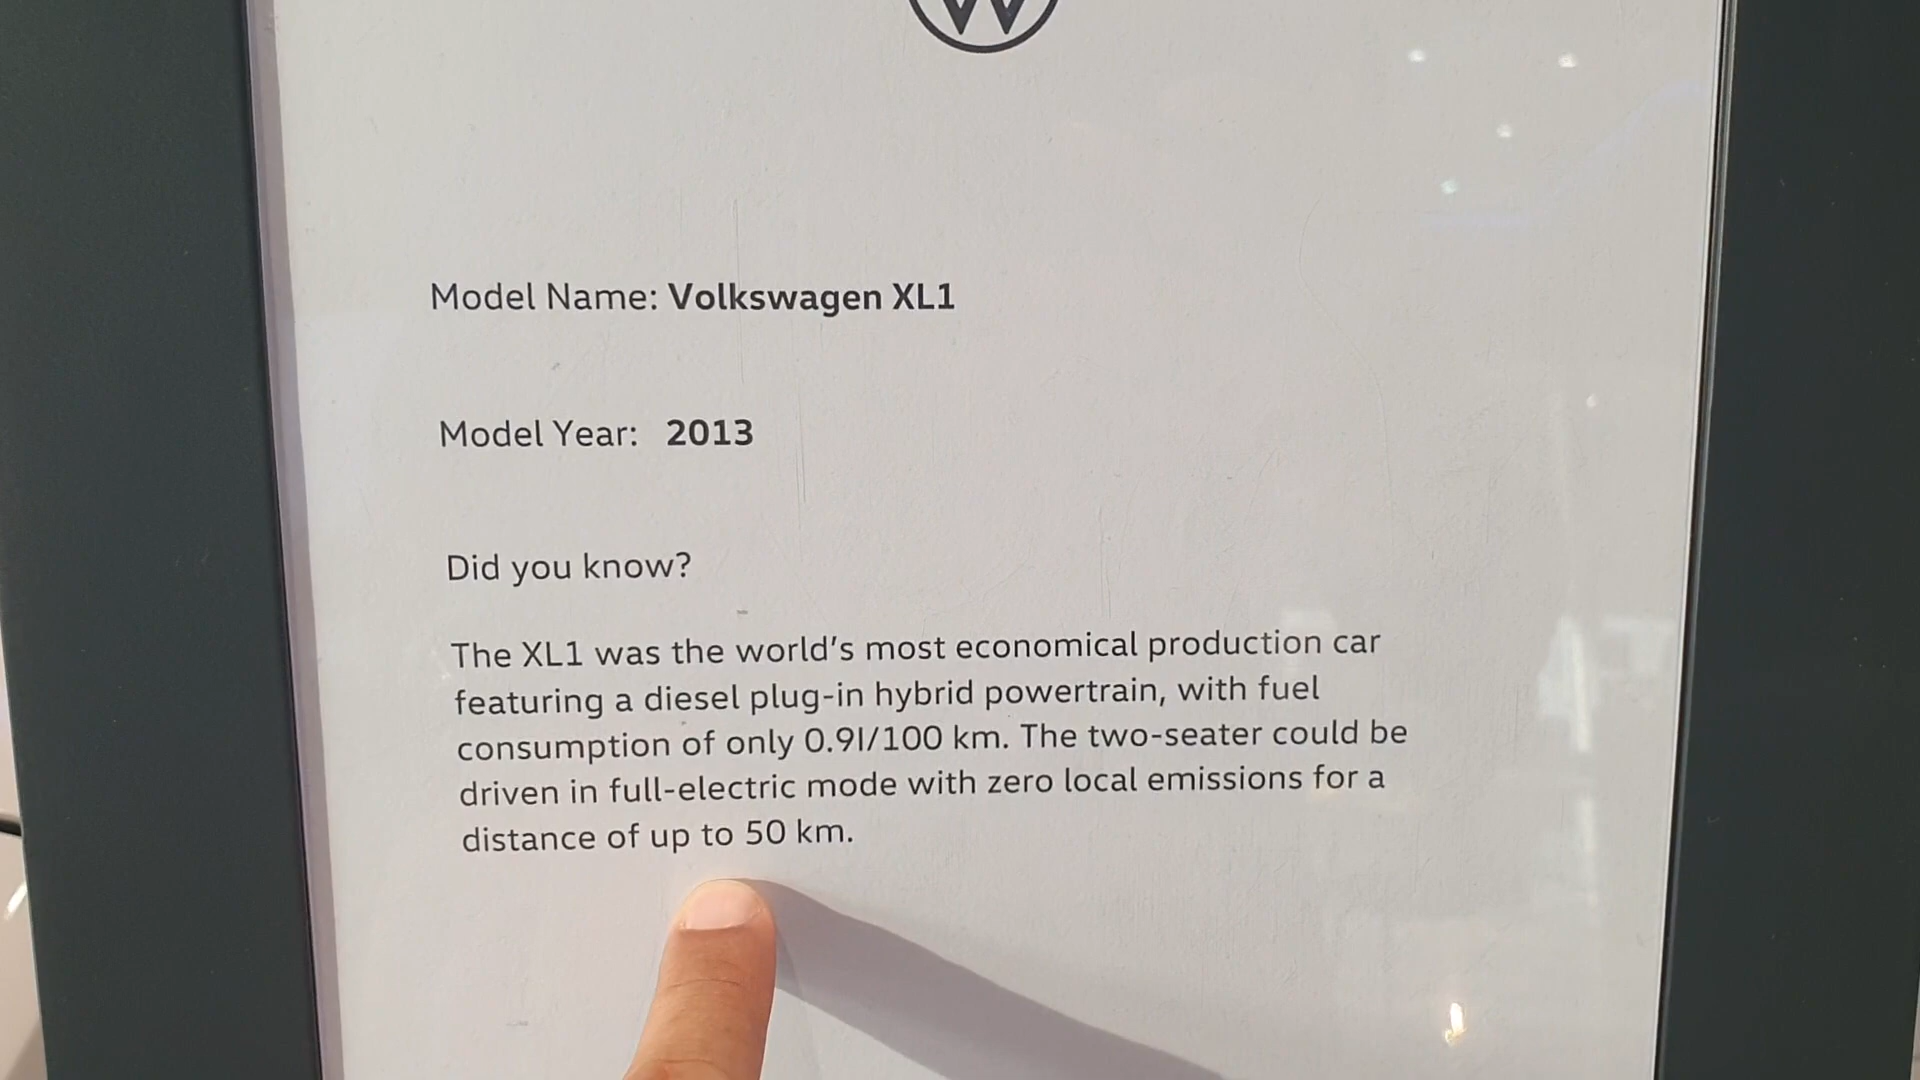 Model Name: Volkswagen XL1
Model Year: 2013
Did you know?
The XL1 was the world's most economical production car
featuring a diesel plug-in hybrid powertrain, with fuel
consumption of only 0.9l/100 km. The two-seater could be
driven in full-electric mode with zero local emissions for a
distance of up to 50 km.